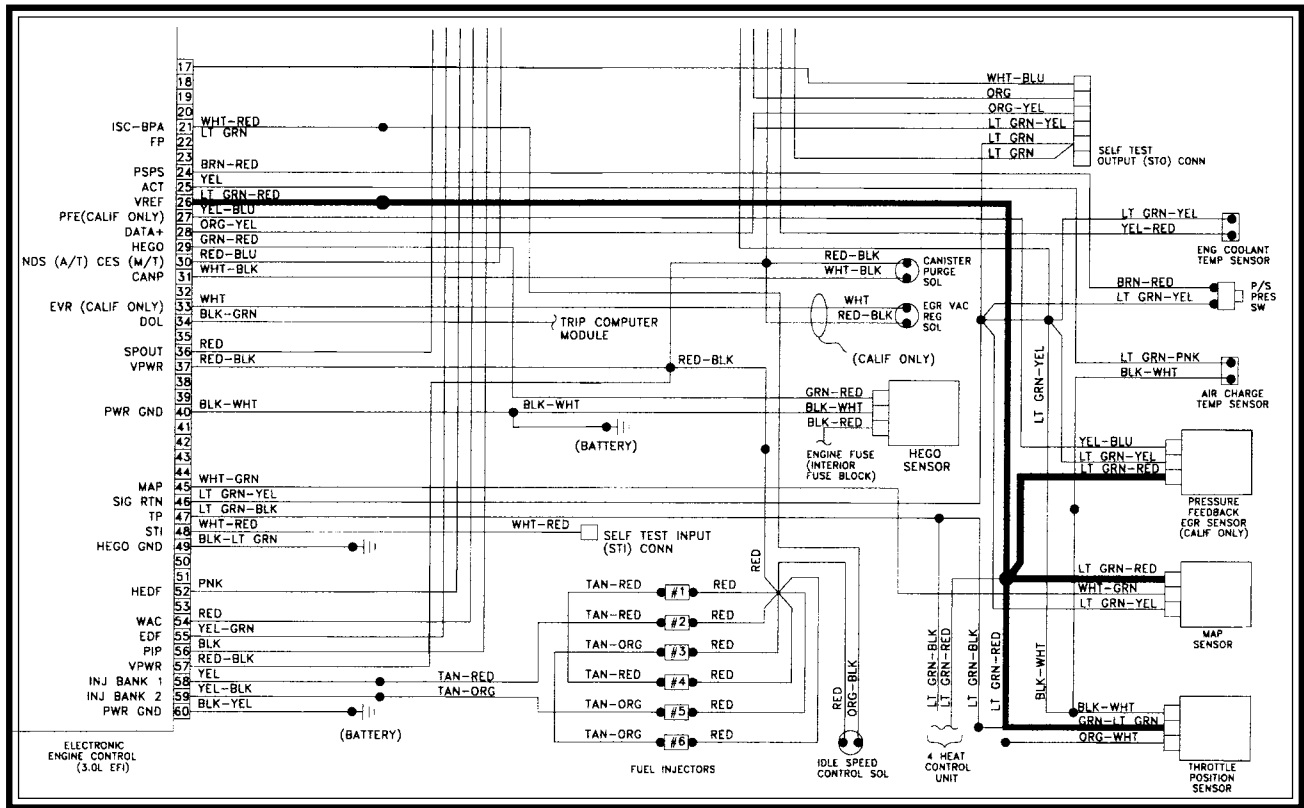 17
18
19
20
ISC-BPA 21 WHT-RED
FP 22 LT GRN
23
PSPS 24 BRN-RED
ACT 25 YEL
VREF 26 LT GRN-RED
PFE(CALIF ONLY) 27 YEL-BLU
DATA+ 28 ORG-YEL
HEGO 29 GRN-RED
NDS (A/T) CES (M/T) 30 RED-BLU
CANP 31 WHT-BLK
32
EVR (CALIF ONLY) 33 WHT
DOL 34 BLK-GRN
35
SPOUT 36 RED
VPWR 37 RED-BLK
38
39
PWR GND 40 BLK-WHT
41
42
43
44
MAP 45 WHT-GRN
SIG RTN 46 LT GRN-YEL
TP 47 LT GRN-BLK
STI 48 WHT-RED
HEGO GND 49 BLK-LT GRN
50
51
HEDF 52 PNK
53
WAC 54 RED
EDF 55 YEL-GRN
PIP 56 BLK
VPWR 57 RED-BLK
INJ BANK 1 58 YEL
INJ BANK 2 59 YEL-BLK
PWR GND 60 BLK-YEL
ELECTRONIC
ENGINE CONTROL
(3.0L EFI)
TRIP COMPUTER
MODULE
RED-BLK
BLK-WHT
(BATTERY)
WHT-RED
SELF TEST INPUT
(STI) CONN
TAN-RED
TAN-ORG
(BATTERY)
TAN-RED #1 RED
TAN-RED #2 RED
TAN-ORG #3 RED
TAN-RED #4 RED
TAN-ORG #5 RED
TAN-ORG #6 RED
FUEL INJECTORS
RED
RED
ORG-BLK
IDLE SPEED
CONTROL SOL
RED-BLK
WHT-BLK
CANISTER
PURGE
SOL
WHT
RED-BLK
EGR VAC
REG
SOL
(CALIF ONLY)
GRN-RED
BLK-WHT
BLK-RED
ENGINE FUSE
(INTERIOR
FUSE BLOCK)
HEGO
SENSOR
LT GRN-BLK
LT GRN-RED
LT GRN-BLK
LT GRN-RED
BLK-WHT
LT GRN-YEL
4 HEAT
CONTROL
UNIT
WHT-BLU
ORG
ORG-YEL
LT GRN-YEL
LT GRN
LT GRN
SELF TEST
OUTPUT (STO) CONN
LT GRN-YEL
YEL-RED
ENG COOLANT
TEMP SENSOR
BRN-RED
LT GRN-YEL
P/S
PRES
SW
LT GRN-PNK
BLK-WHT
AIR CHARGE
TEMP SENSOR
YEL-BLU
LT GRN-YEL
LT GRN-RED
PRESSURE
FEEDBACK
EGR SENSOR
(CALIF ONLY)
LT GRN-RED
WHT-GRN
LT GRN-YEL
MAP
SENSOR
BLK-WHT
GRN-LT GRN
ORG-WHT
THROTTLE
POSITION
SENSOR